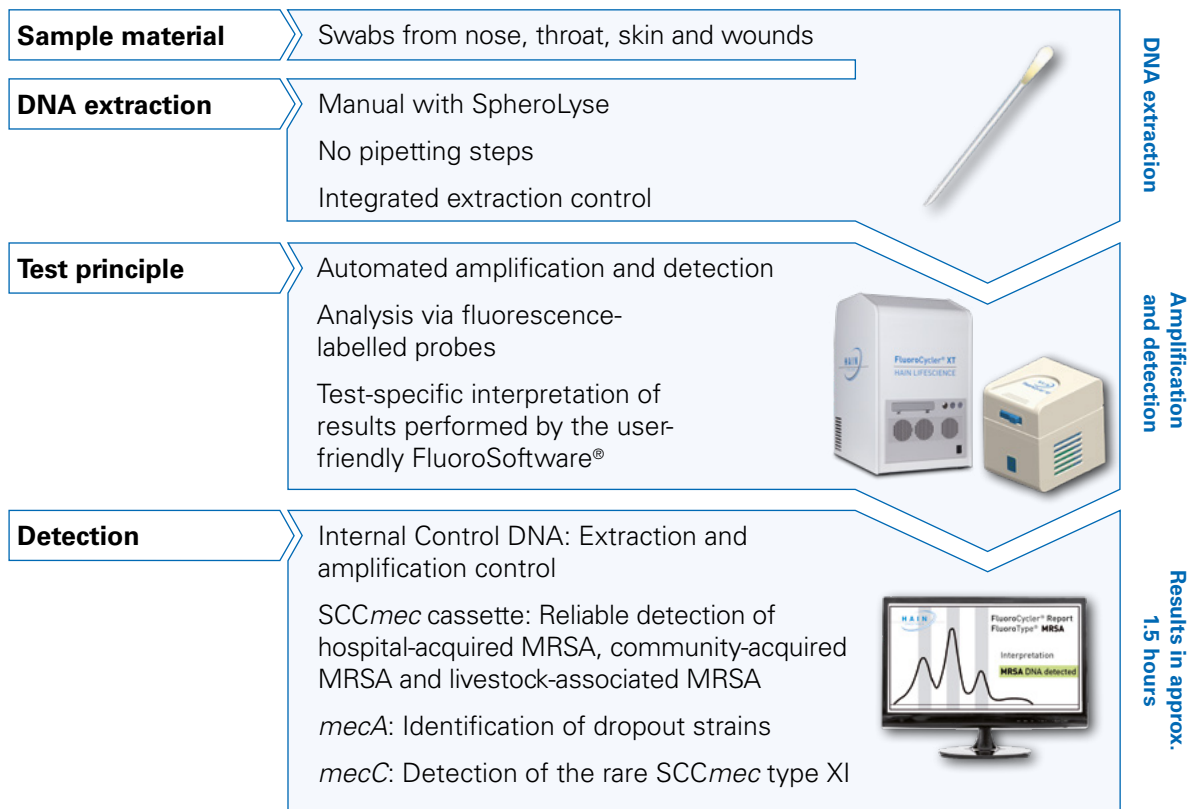 Sample material
Swabs from nose, throat, skin and wounds
DNA extraction
Manual with SpheroLyse
No pipetting steps
Integrated extraction control
DNA extraction
Test principle
Automated amplification and detection
Analysis via fluorescence-
labelled probes
Test-specific interpretation of
results performed by the user-
friendly FluoroSoftware®
HAIN
FluoroCycler® XT
HAIN LIFESCIENCE
Amplification
and detection
Detection
Internal Control DNA: Extraction and
amplification control
SCCmec cassette: Reliable detection of
hospital-acquired MRSA, community-acquired
MRSA and livestock-associated MRSA
mecA: Identification of dropout strains
mecC: Detection of the rare SCCmec type XI
HAIN
FluoroCycler® Report
FluoroType® MRSA
Interpretation
MRSA DNA detected
Results in approx.
1.5 hours